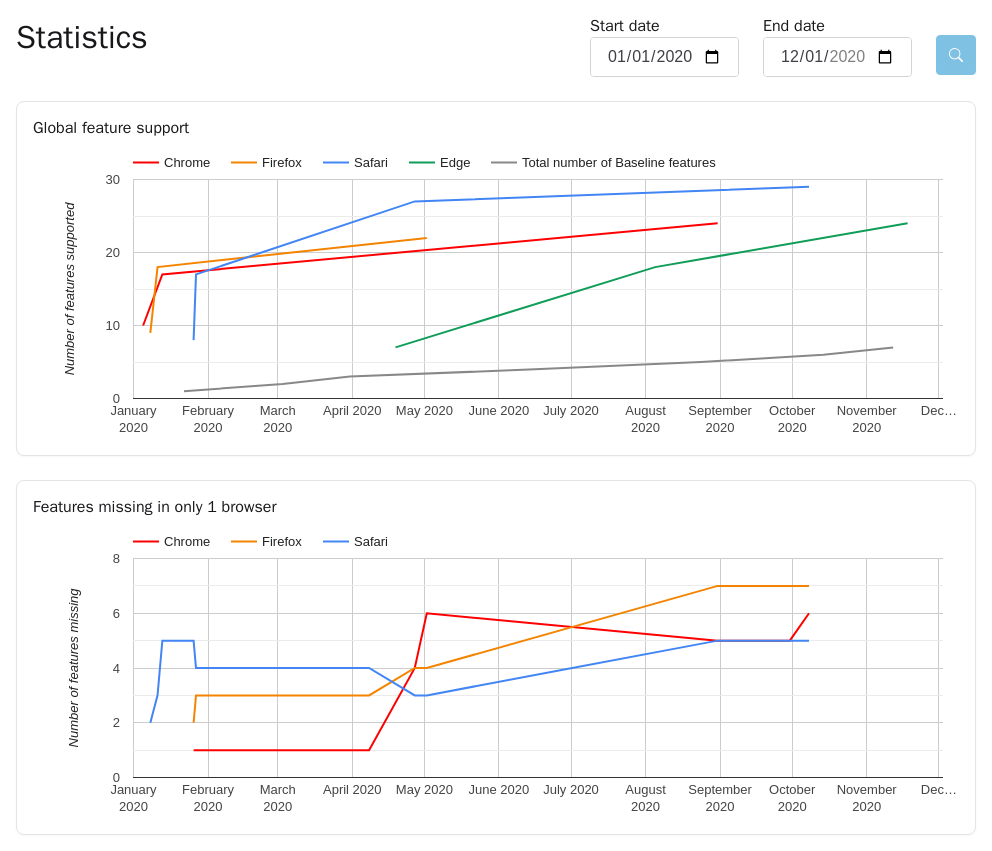 Statistics
Start date
End date
01/01/2020
12/01/2020
Global feature support
Chrome Firefox Safari Edge Total number of Baseline features
Number of features supported
30
20
10
0
January 2020 February 2020 March 2020 April 2020 May 2020 June 2020 July 2020 August 2020 September 2020 October 2020 November 2020 Dec…
Features missing in only 1 browser
Chrome Firefox Safari
Number of features missing
8
6
4
2
0
January 2020 February 2020 March 2020 April 2020 May 2020 June 2020 July 2020 August 2020 September 2020 October 2020 November 2020 Dec…